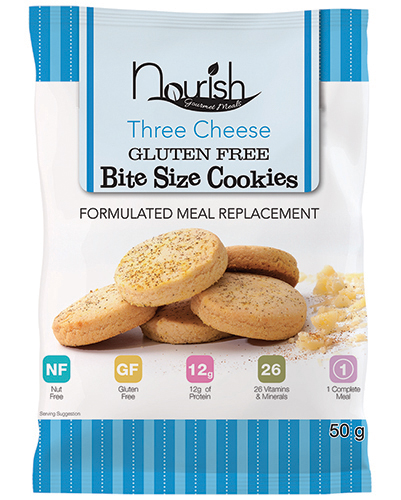 Nourish
Gourmet Meals
Three Cheese
GLUTEN FREE
Bite Size Cookies
FORMULATED MEAL REPLACEMENT
NF
GF
12g
26
1
Nut
Free
Gluten
Free
12g of
Protein
26 Vitamins
& Minerals
1 Complete
Meal
Serving Suggestion
50 g